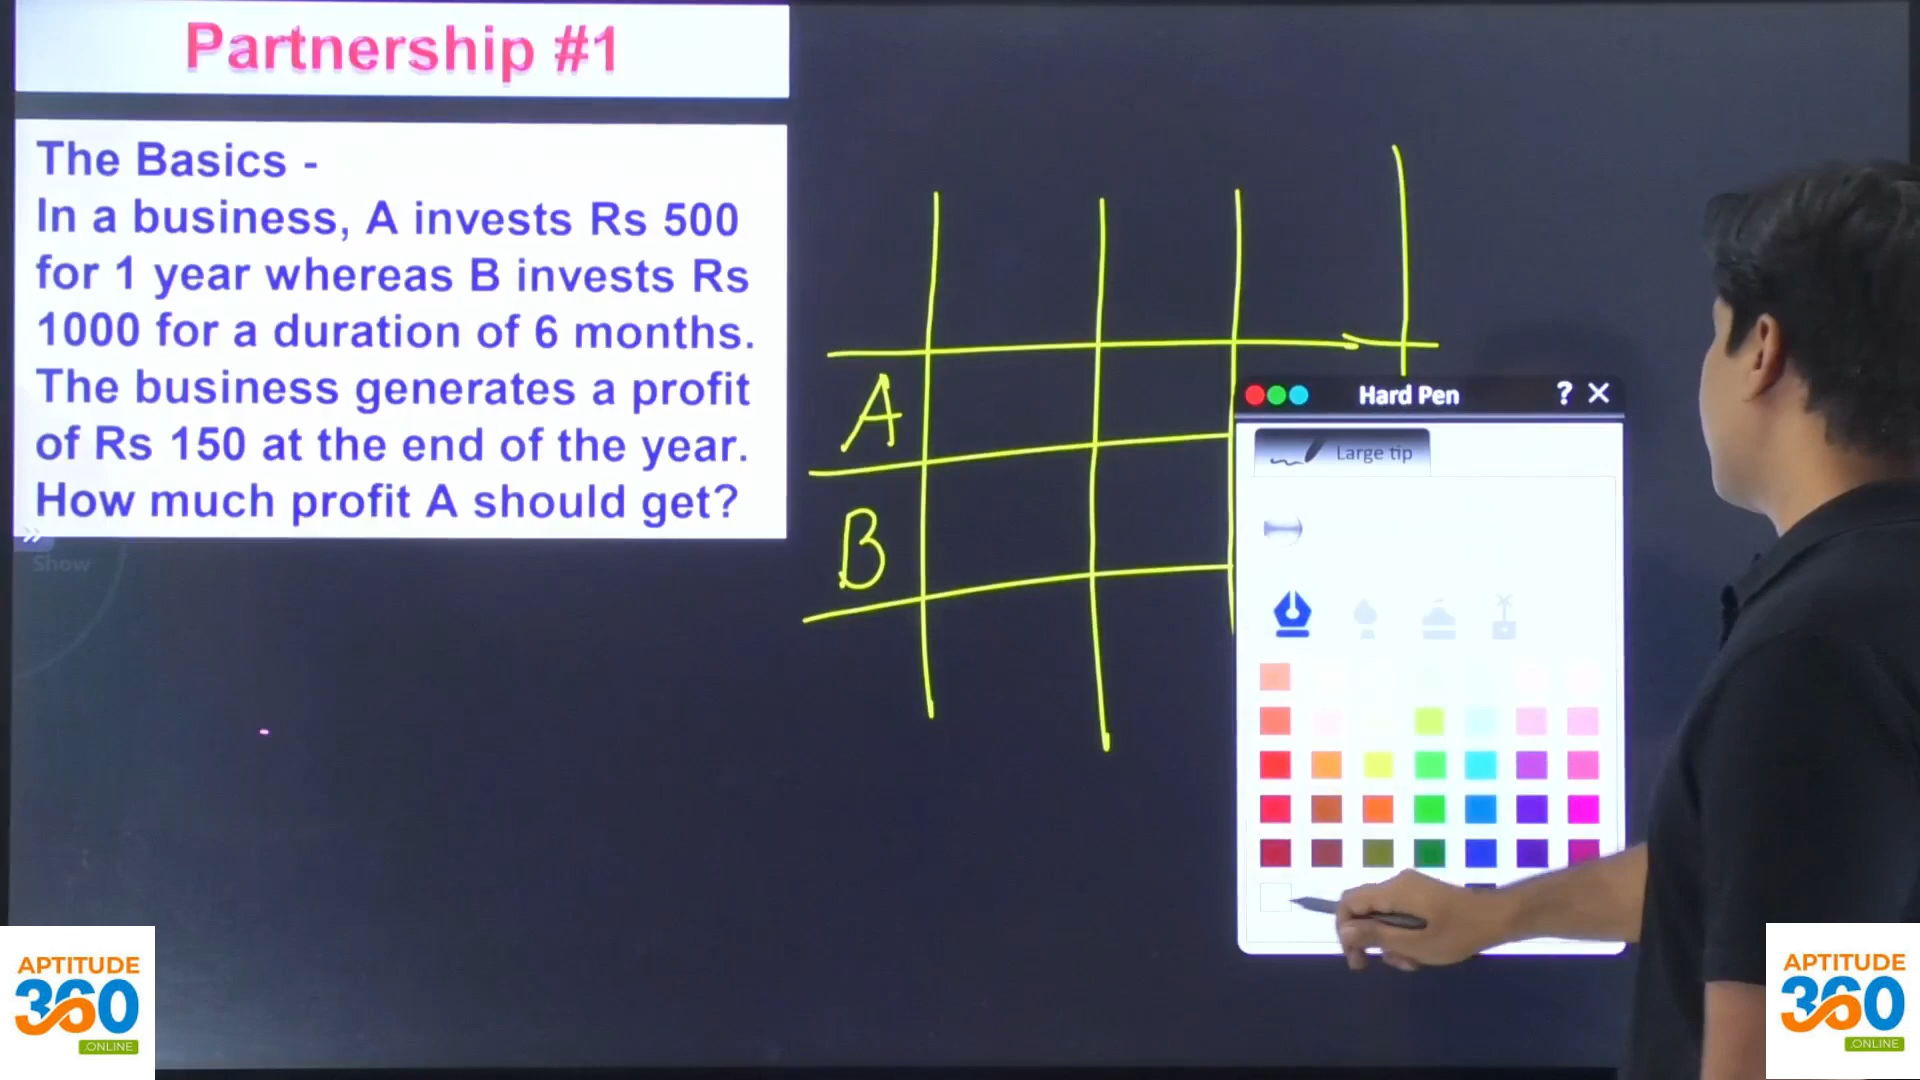 Partnership #1
The Basics -
In a business, A invests Rs 500
for 1 year whereas B invests Rs
1000 for a duration of 6 months.
The business generates a profit
of Rs 150 at the end of the year.
How much profit A should get?
»
Show
A
B
Hard Pen ? X
Large tip
APTITUDE
360
.ONLINE
APTITUDE
360
.ONLINE